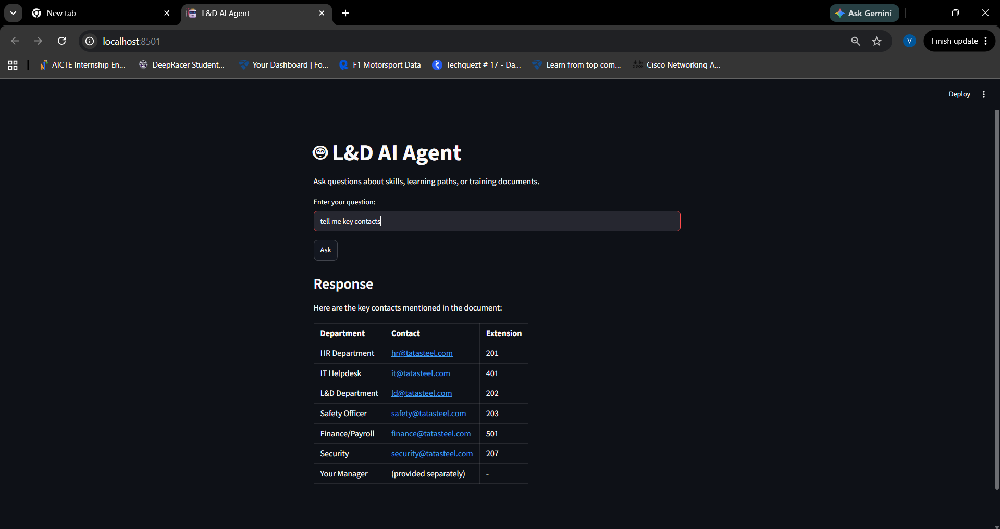 New tab
L&D AI Agent
Ask Gemini
localhost:8501
V
Finish update
AICTE Internship En...
DeepRacer Student...
Your Dashboard | Fo...
F1 Motorsport Data
Techquezt # 17 - Da...
Learn from top com...
Cisco Networking A...
Deploy
L&D AI Agent
Ask questions about skills, learning paths, or training documents.
Enter your question:
tell me key contacts
Ask
Response
Here are the key contacts mentioned in the document:
Department Contact Extension
HR Department hr@tatasteel.com 201
IT Helpdesk it@tatasteel.com 401
L&D Department ld@tatasteel.com 202
Safety Officer safety@tatasteel.com 203
Finance/Payroll finance@tatasteel.com 501
Security security@tatasteel.com 207
Your Manager (provided separately) -